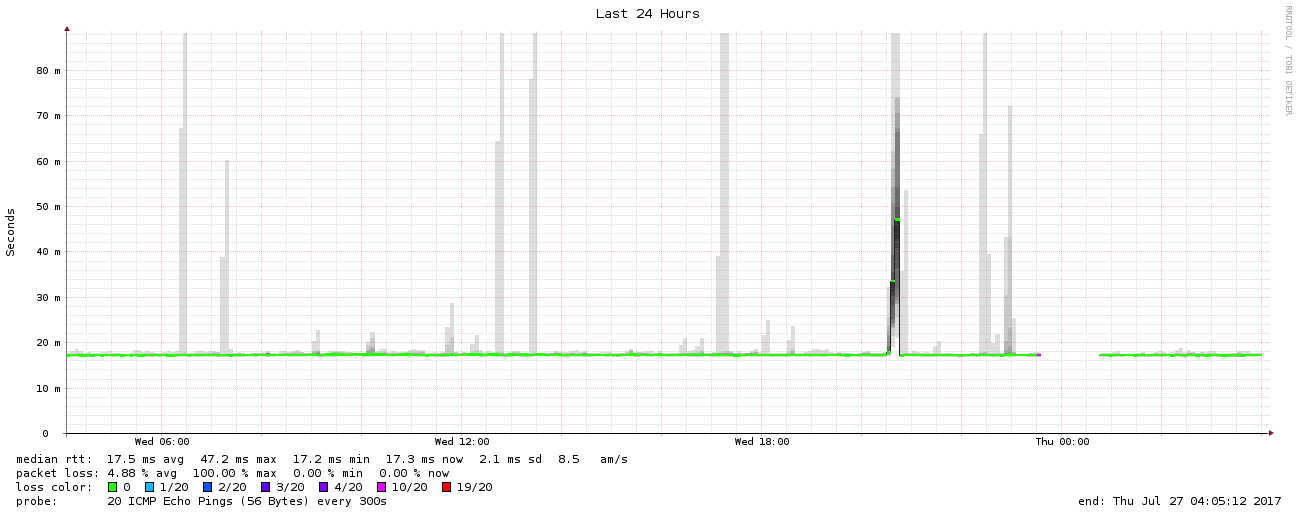 Last 24 Hours
RRDTOOL / TOBI OETIKER
Seconds
80 m
70 m
60 m
50 m
40 m
30 m
20 m
10 m
0
Wed 06:00 Wed 12:00 Wed 18:00 Thu 00:00
median rtt: 17.5 ms avg 47.2 ms max 17.2 ms min 17.3 ms now 2.1 ms sd 8.5 am/s
packet loss: 4.88 % avg 100.00 % max 0.00 % min 0.00 % now
loss color: 0 1/20 2/20 3/20 4/20 10/20 19/20
probe: 20 ICMP Echo Pings (56 Bytes) every 300s end: Thu Jul 27 04:05:12 2017